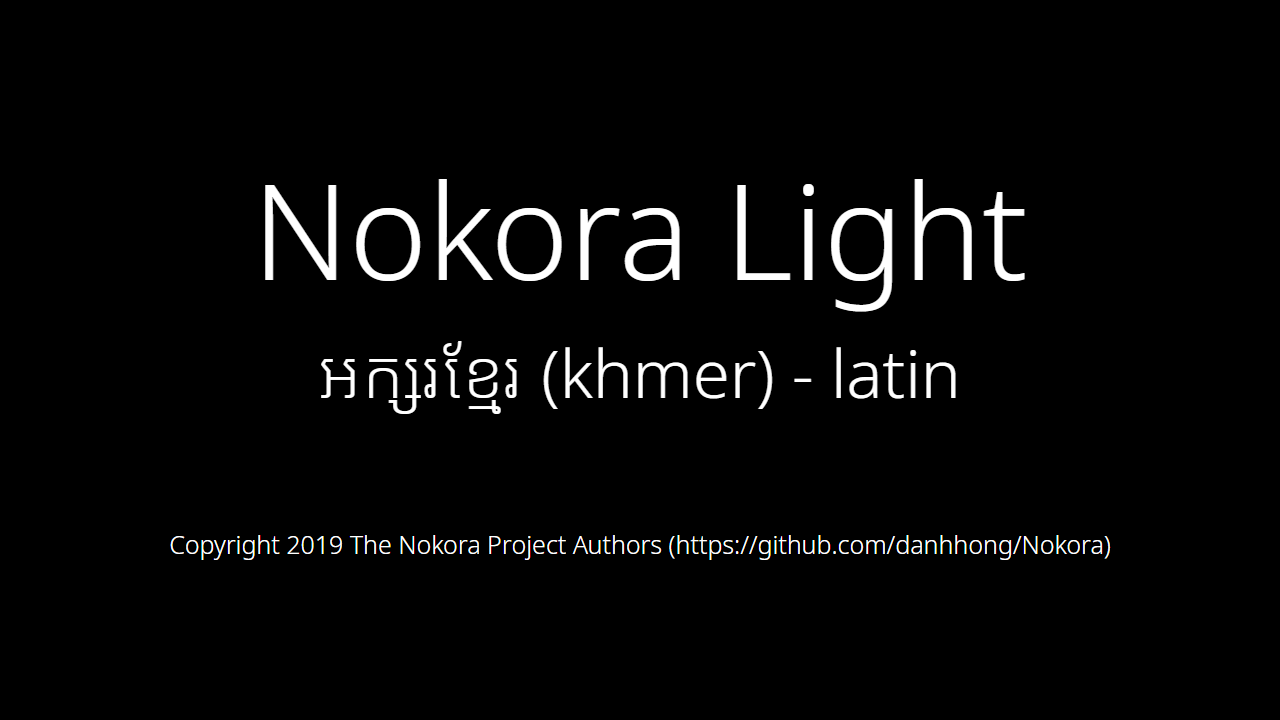 Nokora Light
អក្សរខ្មែរ (khmer) - latin
Copyright 2019 The Nokora Project Authors (https://github.com/danhhong/Nokora)